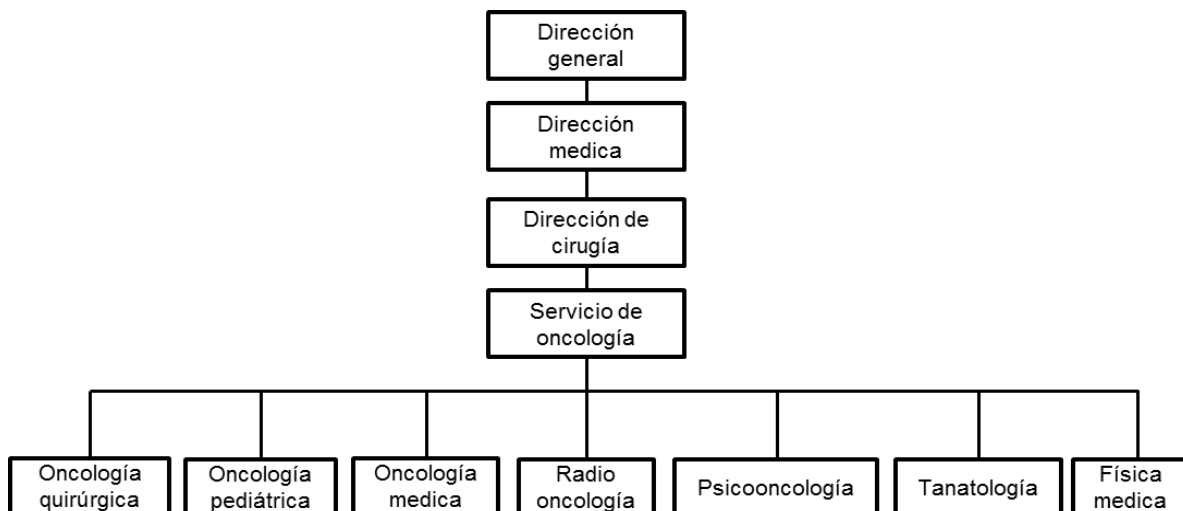 Dirección
general
Dirección
medica
Dirección de
cirugía
Servicio de
oncología
Oncología
quirúrgica
Oncología
pediátrica
Oncología
medica
Radio
oncología
Psicooncología
Tanatología
Física
medica